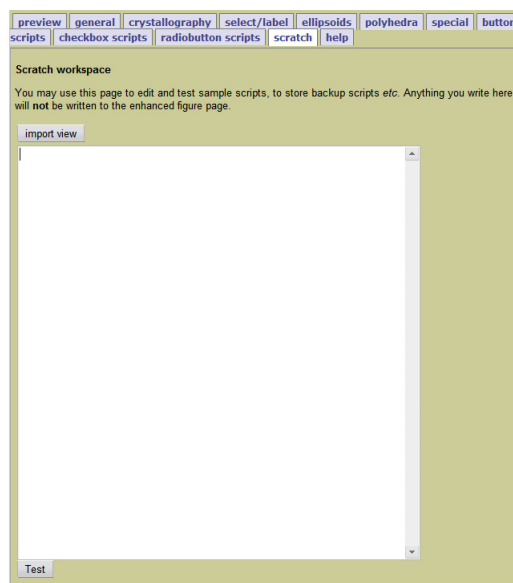 preview general crystallography select/label ellipsoids polyhedra special button
scripts checkbox scripts radiobutton scripts scratch help
Scratch workspace
You may use this page to edit and test sample scripts, to store backup scripts etc. Anything you write here
will not be written to the enhanced figure page.
import view
Test